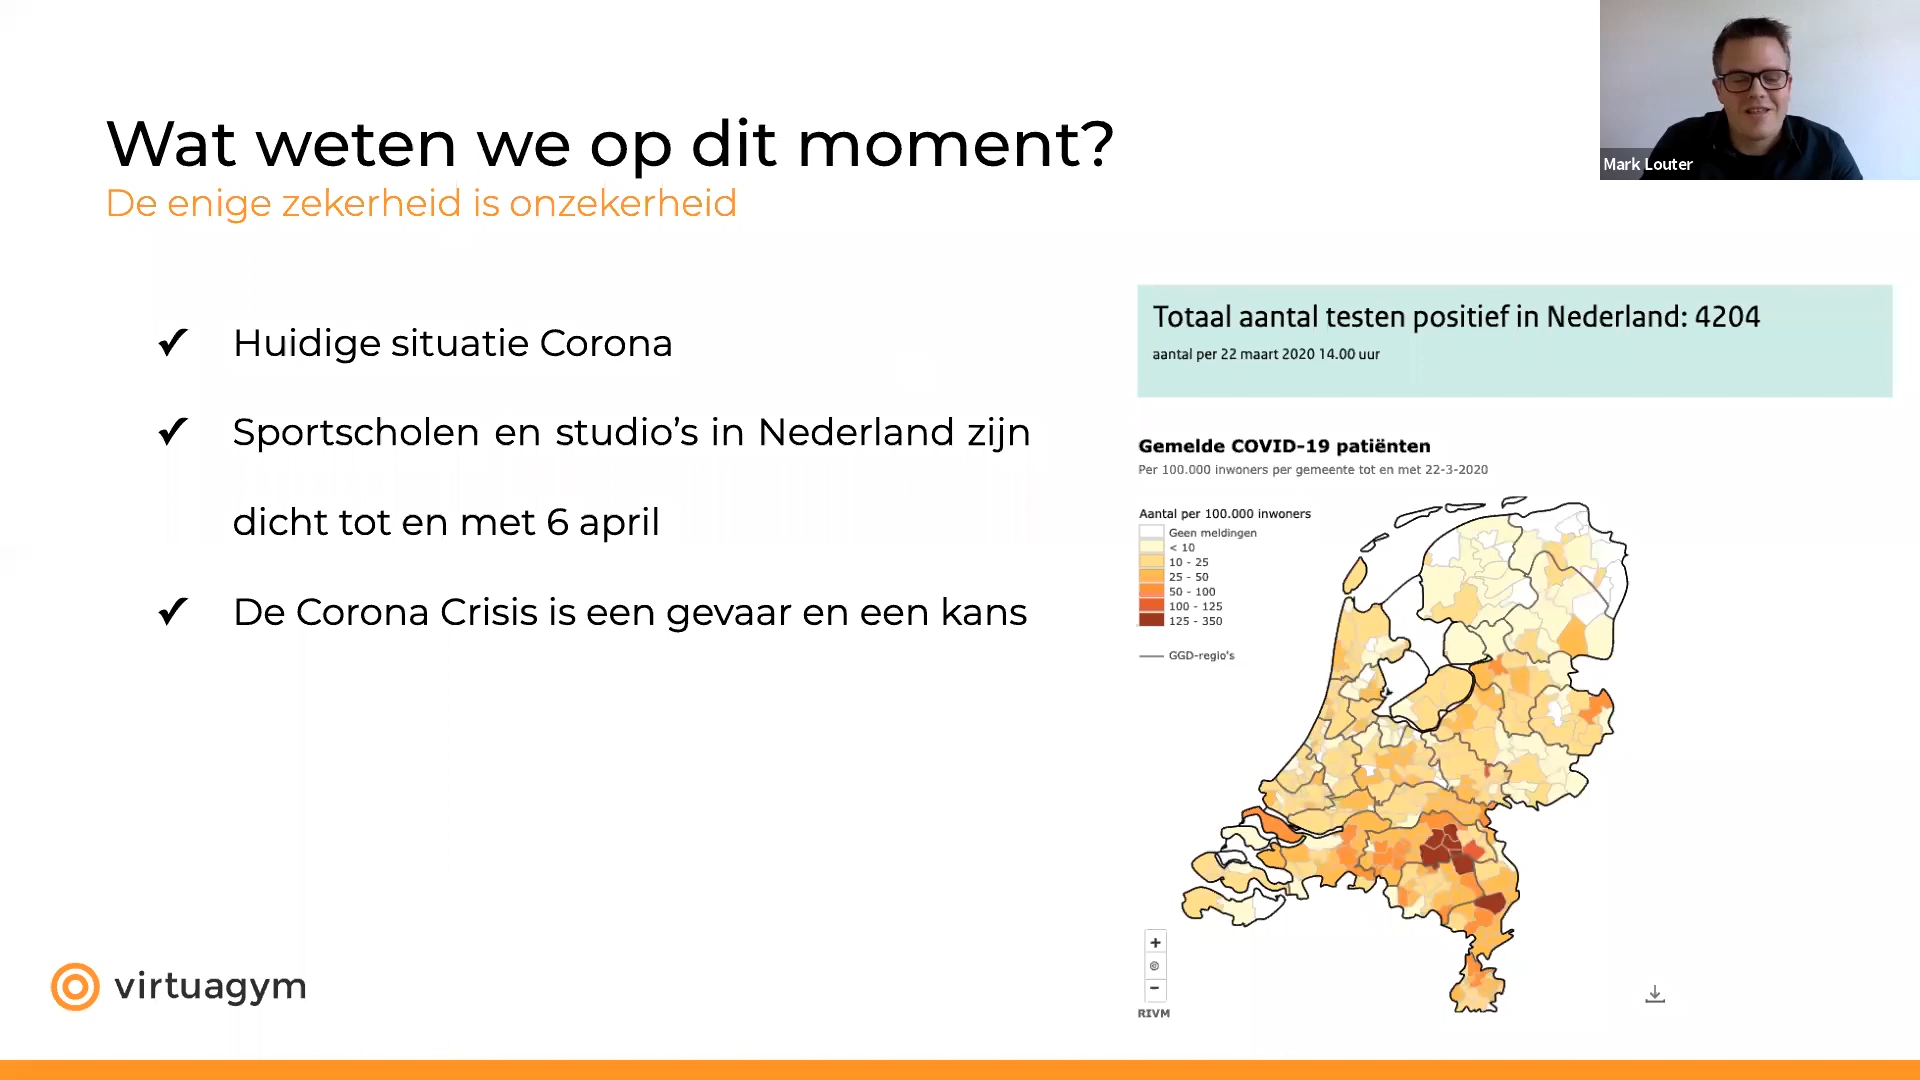 Mark Louter
Wat weten we op dit moment?
De enige zekerheid is onzekerheid
✔ Huidige situatie Corona
✔ Sportscholen en studio’s in Nederland zijn
dicht tot en met 6 april
✔ De Corona Crisis is een gevaar en een kans
Totaal aantal testen positief in Nederland: 4204
aantal per 22 maart 2020 14.00 uur
Gemelde COVID-19 patiënten
Per 100.000 inwoners per gemeente tot en met 22-3-2020
Aantal per 100.000 inwoners
Geen meldingen
< 10
10 - 25
25 - 50
50 - 100
100 - 125
125 - 350
GGD-regio's
+
-
RIVM
virtuagym